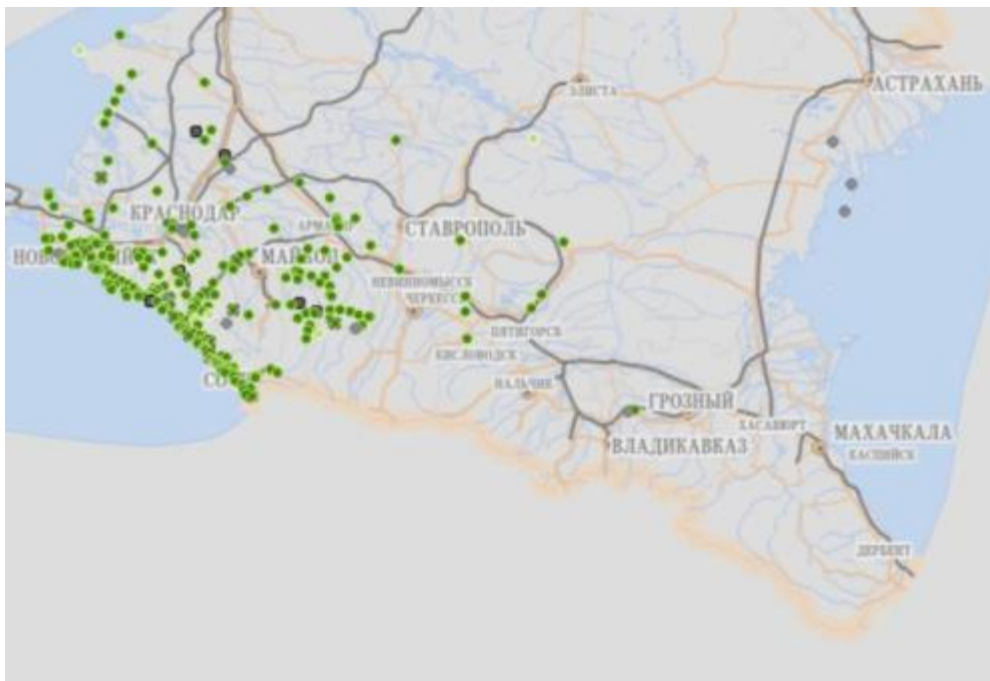 АСТРАХАНЬ
ЭЛИСТА
КРАСНОДАР
СТАВРОПОЛЬ
МАЙКОП
НЕВИННОМЫССК
ЧЕРКЕССК
ПЯТИГОРСК
КИСЛОВОДСК
НАЛЬЧИК
ГРОЗНЫЙ
ХАСАВЮРТ
МАХАЧКАЛА
ВЛАДИКАВКАЗ
КАСПИЙСК
ДЕРБЕНТ